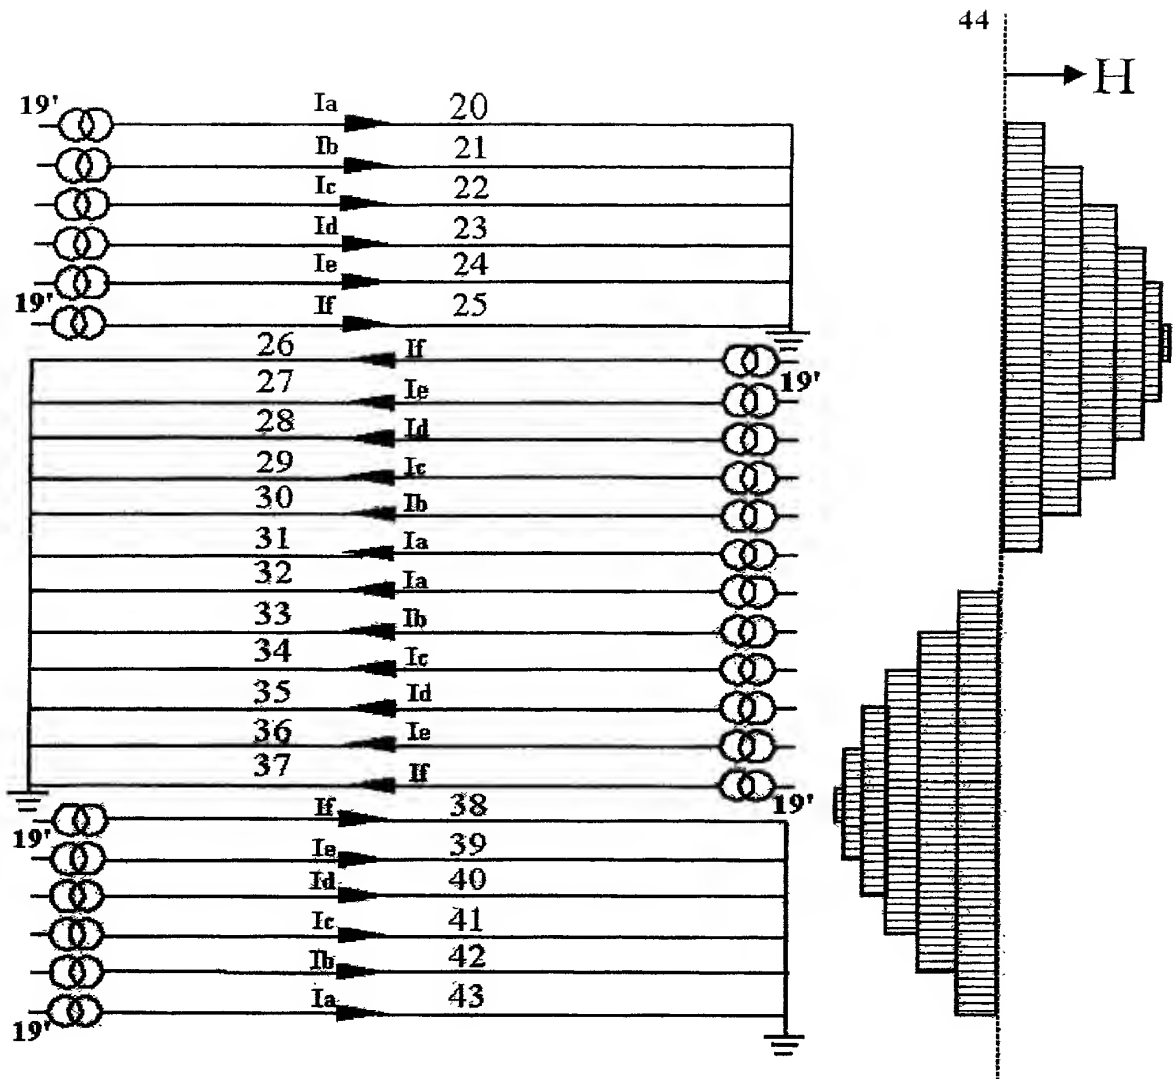 44
H
19' Ia 20
Ib 21
Ic 22
Id 23
Ie 24
19' If 25
26 If
19'
27 Ie
28 Id
29 Ic
30 Ib
31 Ia
32 Ia
33 Ib
34 Ic
35 Id
36 Ie
37 If
19'
If 38
19'
Ie 39
Id 40
Ic 41
Ib 42
Ia 43
19'